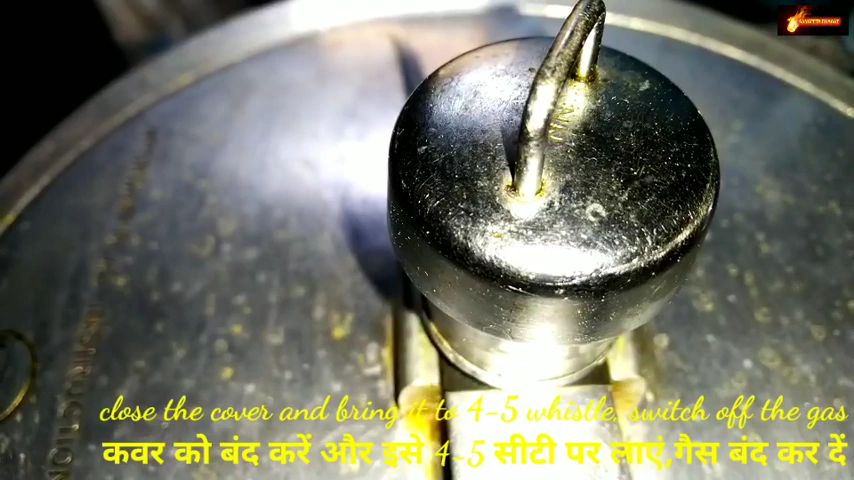 INSTRUCTION
close the cover and bring it to 4-5 whistle, switch off the gas
कवर को बंद करें और इसे 4-5 सीटी पर लाएं,गैस बंद कर दें